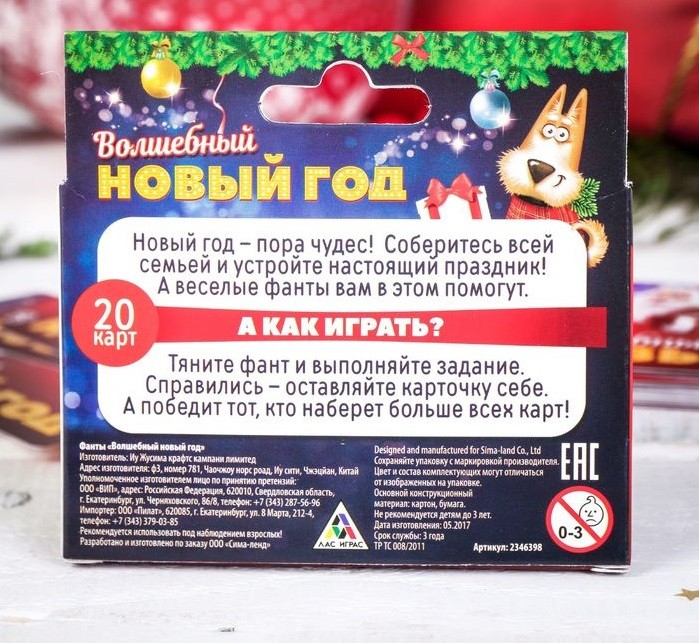 Волшебный
НОВЫЙ ГОД
Новый год – пора чудес! Соберитесь всей
семьей и устройте настоящий праздник!
А веселые фанты вам в этом помогут.
20
карт
А КАК ИГРАТЬ?
Тяните фант и выполняйте задание.
Справились – оставляйте карточку себе.
А победит тот, кто наберет больше всех карт!
Фанты «Волшебный новый год»
Изготовитель: Иу Жусима крафтс кампани лимитед
Адрес изготовителя: ф3, номер 781, Чаочжоу норс роад, Иу сити, Чжэцйан, Китай
Уполномоченное изготовителем лицо по принятию претензий:
ООО «ВИП», адрес: Российская Федерация, 620010, Свердловская область,
г. Екатеринбург, ул. Черняховского, 86/8, телефон: +7 (343) 287-56-96
Импортер: ООО «Пилат», 620085, г. Екатеринбург, ул. 8 Марта, 212-4,
телефон: +7 (343) 379-03-85
Рекомендуется использовать под наблюдением взрослых!
Разработано и изготовлено по заказу ООО «Сима-ленд»
ЛАС ИГРАС
Designed and manufactured for Sima-land Co., Ltd
Сохраняйте упаковку с маркировкой производителя.
Цвет и состав комплектующих могут отличаться
от изображенных на упаковке.
Основной конструкционный
материал: картон, бумага.
Не рекомендуется детям до 3 лет.
Дата изготовления: 05.2017
Срок службы: 3 года
ТР ТС 008/2011
Артикул: 2346398
EAC
0-3